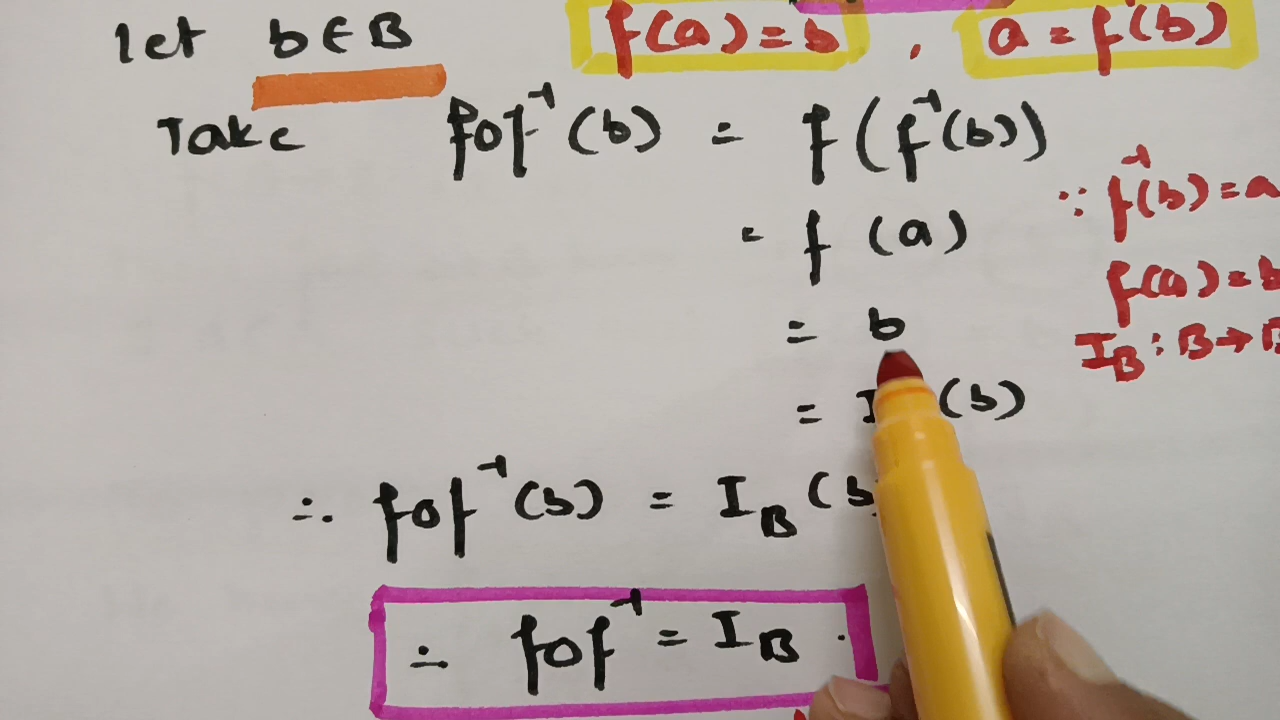 Let b∈B f(a)=b , a = f⁻¹(b)
Take fof⁻¹(b) = f(f⁻¹(b))
∵ f⁻¹(b)=a
= f (a)
f(a)=b
= b
I_B : B→B
= I (b)
∴ fof⁻¹(b) = I_B(b
∴ fof⁻¹ = I_B .